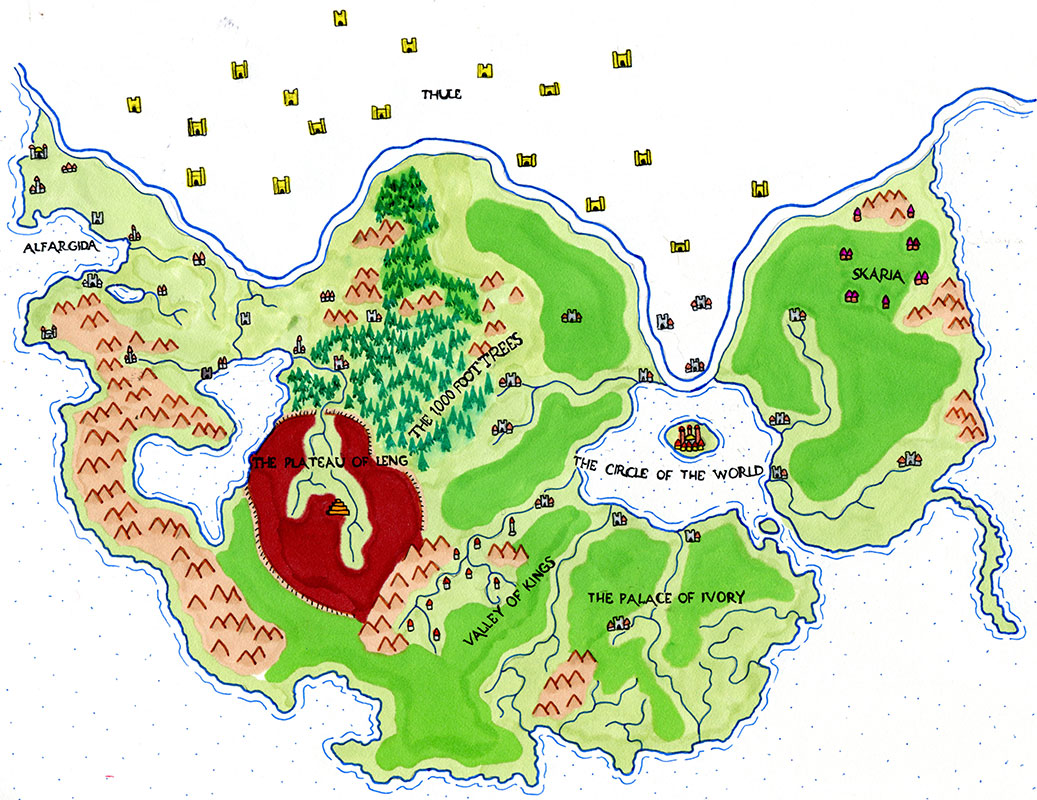 THULE
ALFARGIDA
SKARIA
THE 1000 FOOT TREES
THE PLATEAU OF LENG
THE CIRCLE OF THE WORLD
VALLEY OF KINGS
THE PALACE OF IVORY